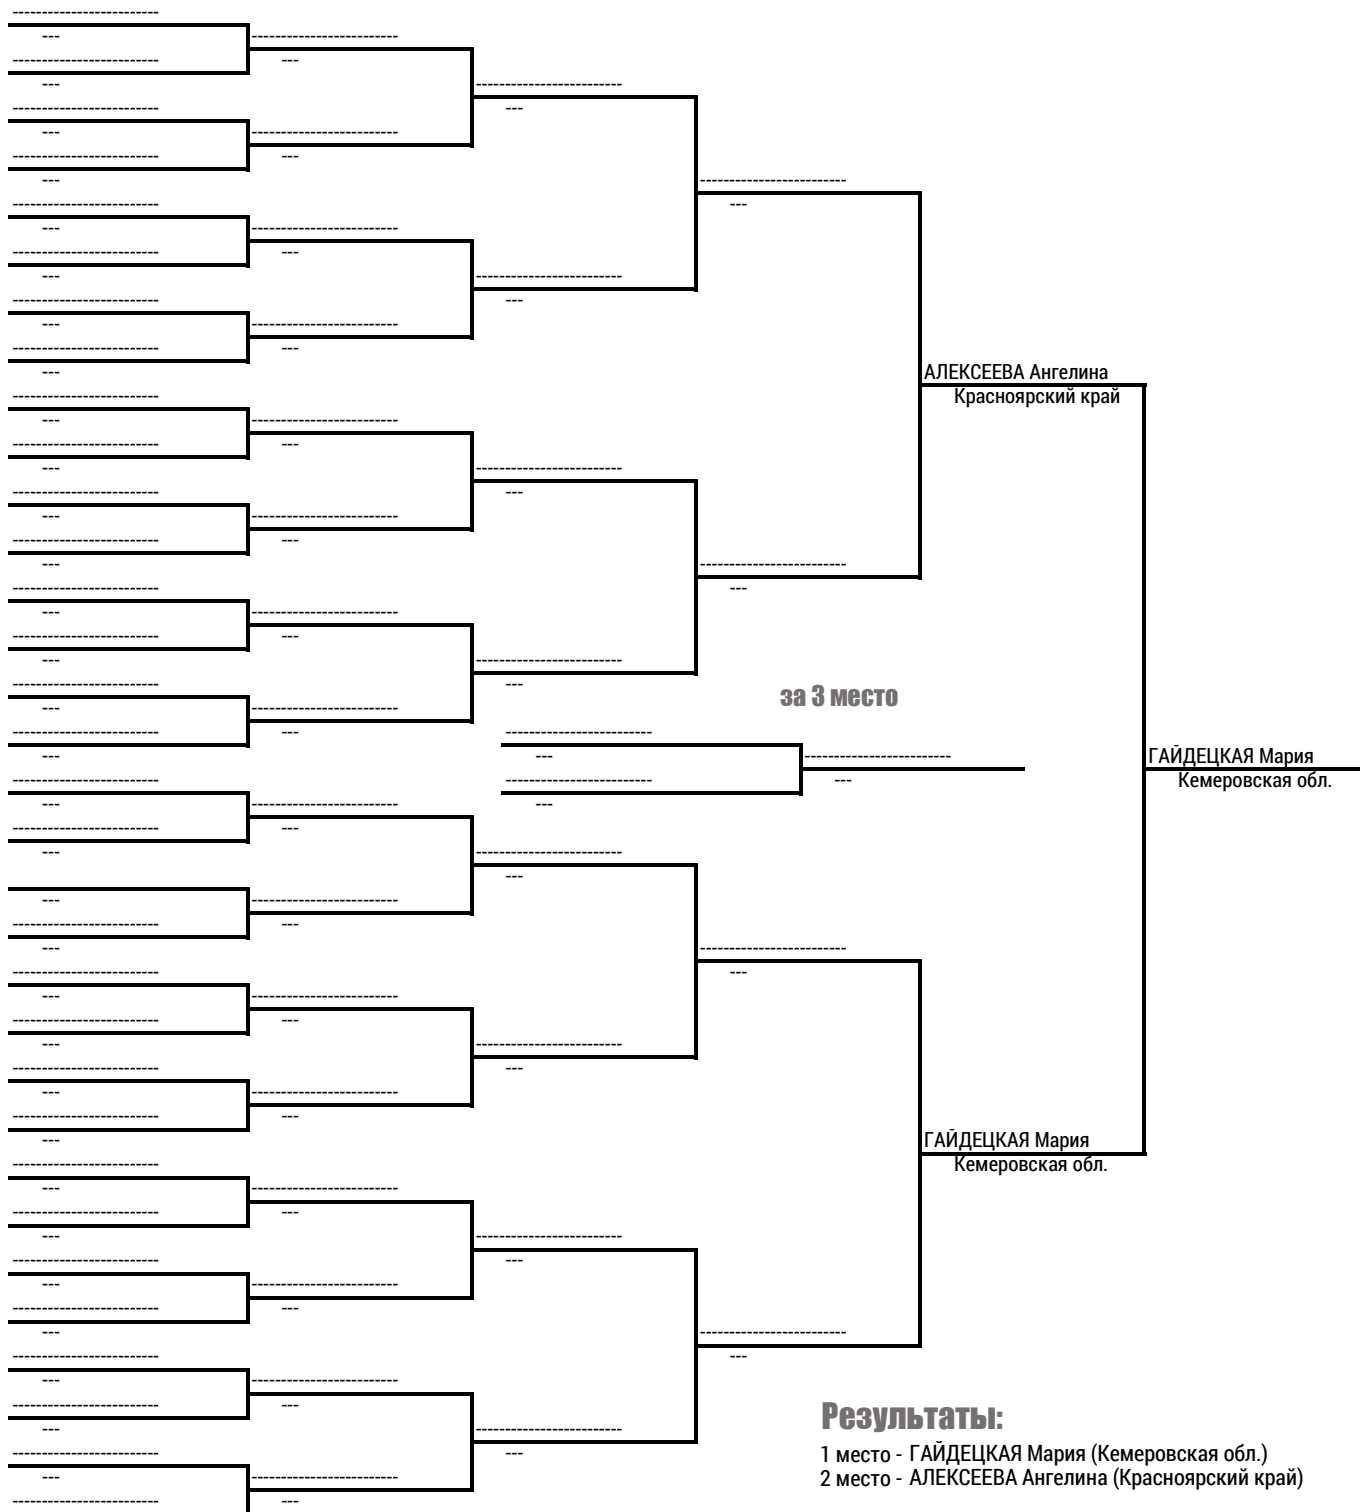 АЛЕКСЕЕВА Ангелина
Красноярский край
за 3 место
ГАЙДЕЦКАЯ Мария
Кемеровская обл.
ГАЙДЕЦКАЯ Мария
Кемеровская обл.
Результаты:
1 место - ГАЙДЕЦКАЯ Мария (Кемеровская обл.)
2 место - АЛЕКСЕЕВА Ангелина (Красноярский край)